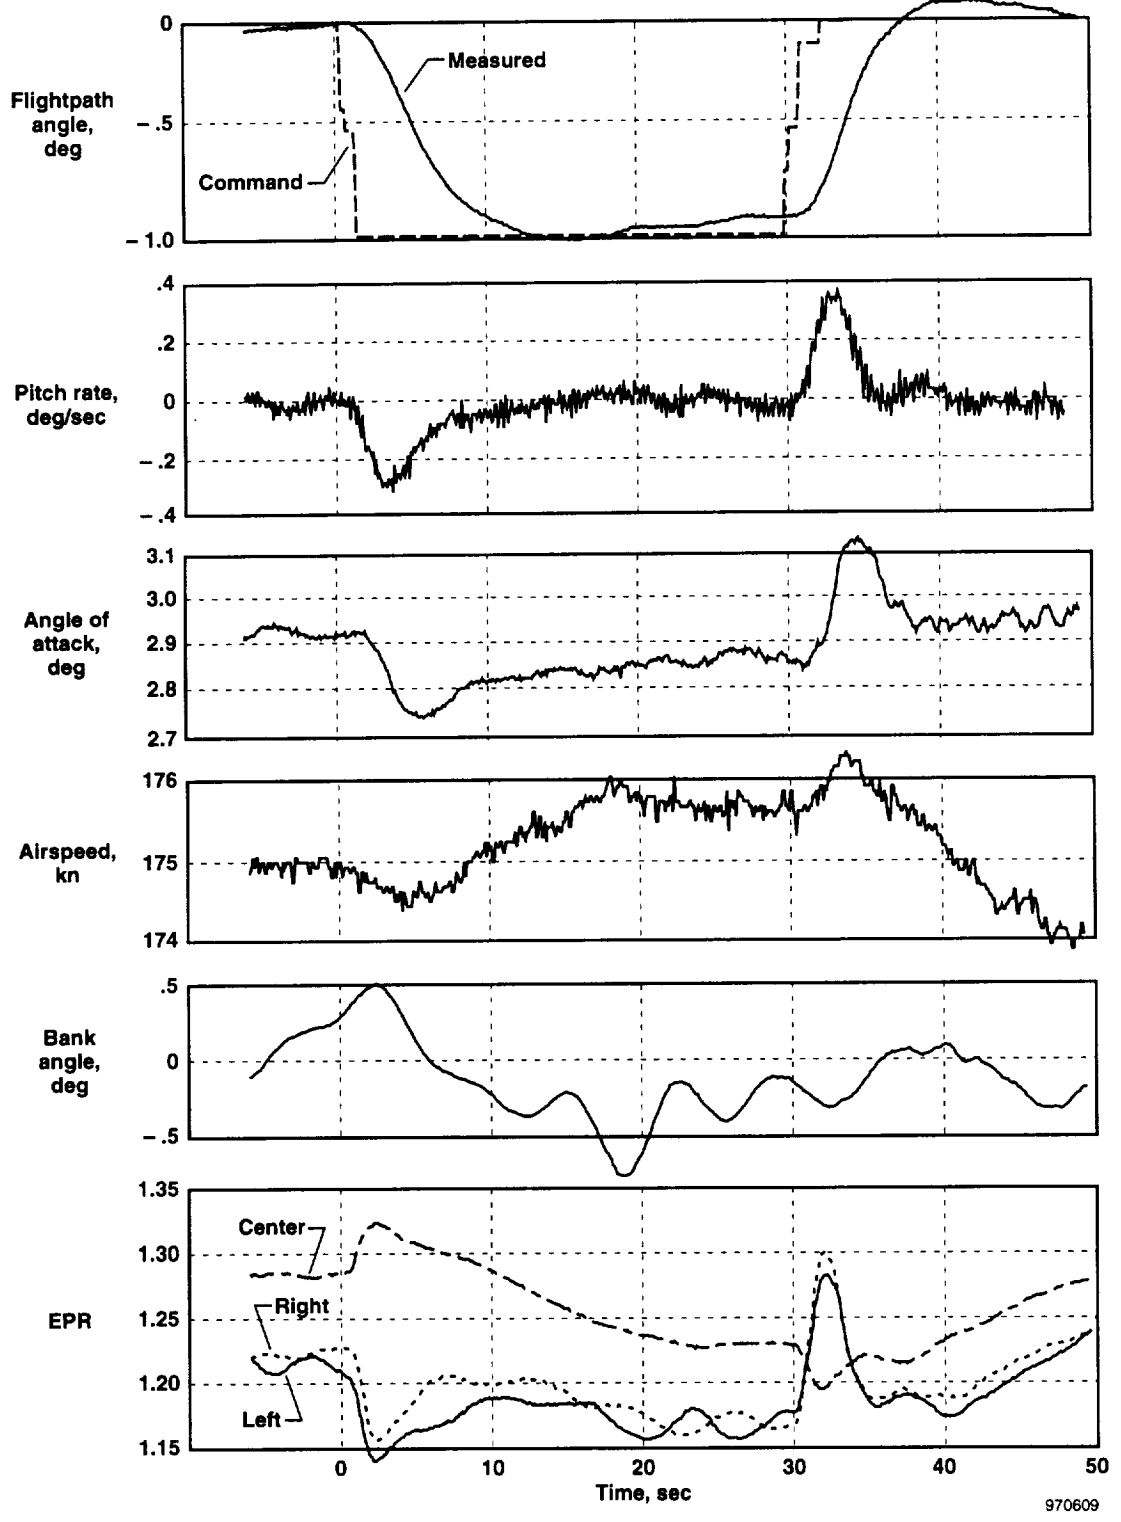 0
Measured
Flightpath
angle,
deg
– .5
Command
– 1.0
.4
.2
Pitch rate,
deg/sec
0
– .2
– .4
3.1
3.0
Angle of
attack,
deg
2.9
2.8
2.7
176
Airspeed,
kn
175
174
.5
Bank
angle,
deg
0
– .5
1.35
Center
1.30
Right
EPR
1.25
1.20
Left
1.15
0 10 20 30 40 50
Time, sec
970609